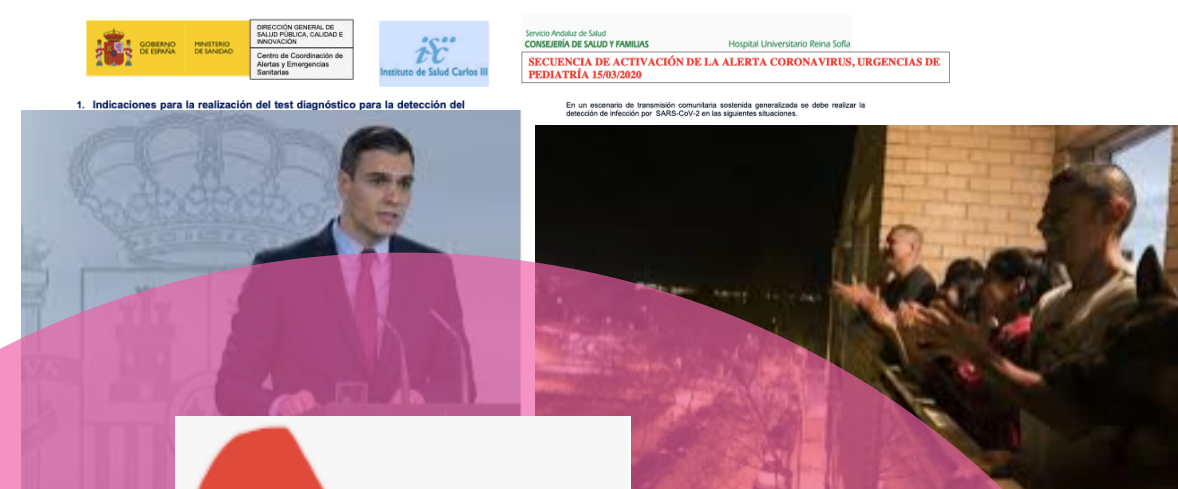 GOBIERNO
DE ESPAÑA
MINISTERIO
DE SANIDAD
DIRECCIÓN GENERAL DE
SALUD PÚBLICA, CALIDAD E
INNOVACIÓN
Centro de Coordinación de
Alertas y Emergencias
Sanitarias
isc
Instituto de Salud Carlos III
Servicio Andaluz de Salud
CONSEJERÍA DE SALUD Y FAMILIAS
Hospital Universitario Reina Sofia
SECUENCIA DE ACTIVACIÓN DE LA ALERTA CORONAVIRUS, URGENCIAS DE
PEDIATRÍA 15/03/2020
1. Indicaciones para la realización del test diagnóstico para la detección del
En un escenario de transmisión comunitaria sostenida generalizada se debe realizar la
detección de infección por SARS-CoV-2 en las siguientes situaciones.